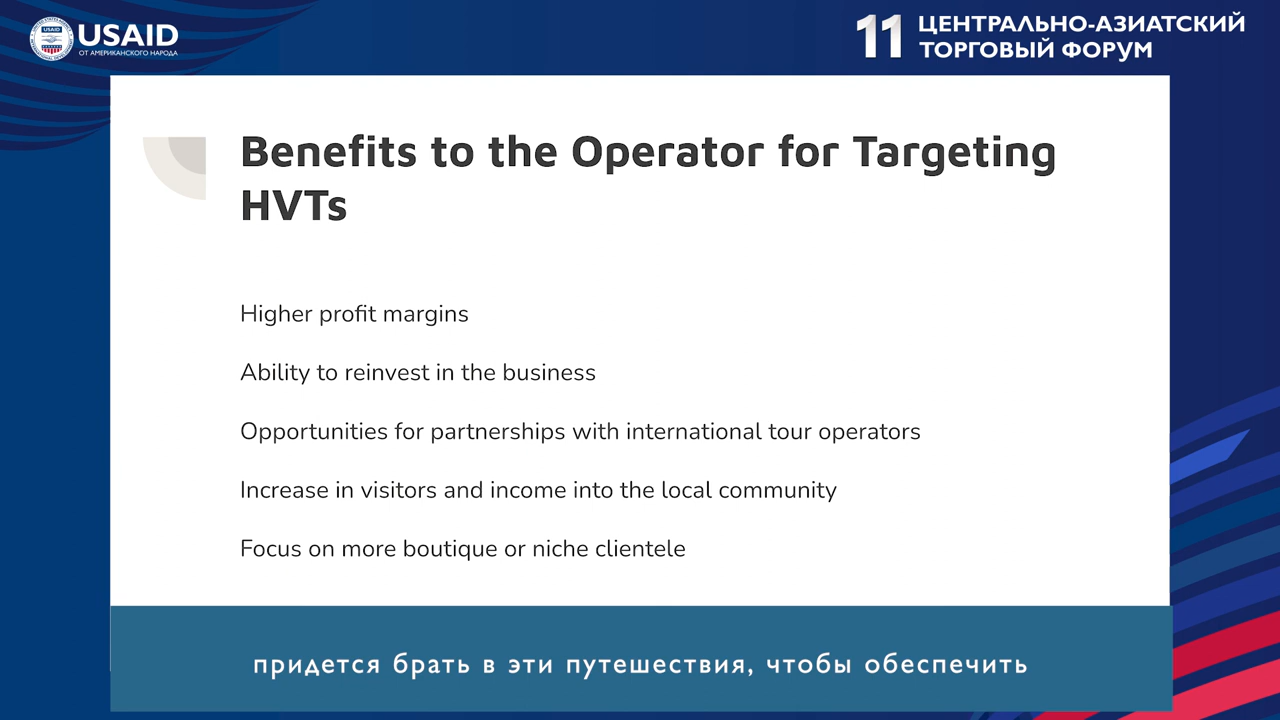 USAID
ОТ АМЕРИКАНСКОГО НАРОДА
11 ЦЕНТРАЛЬНО-АЗИАТСКИЙ
ТОРГОВЫЙ ФОРУМ
Benefits to the Operator for Targeting
HVTs
Higher profit margins
Ability to reinvest in the business
Opportunities for partnerships with international tour operators
Increase in visitors and income into the local community
Focus on more boutique or niche clientele
придется брать в эти путешествия, чтобы обеспечить